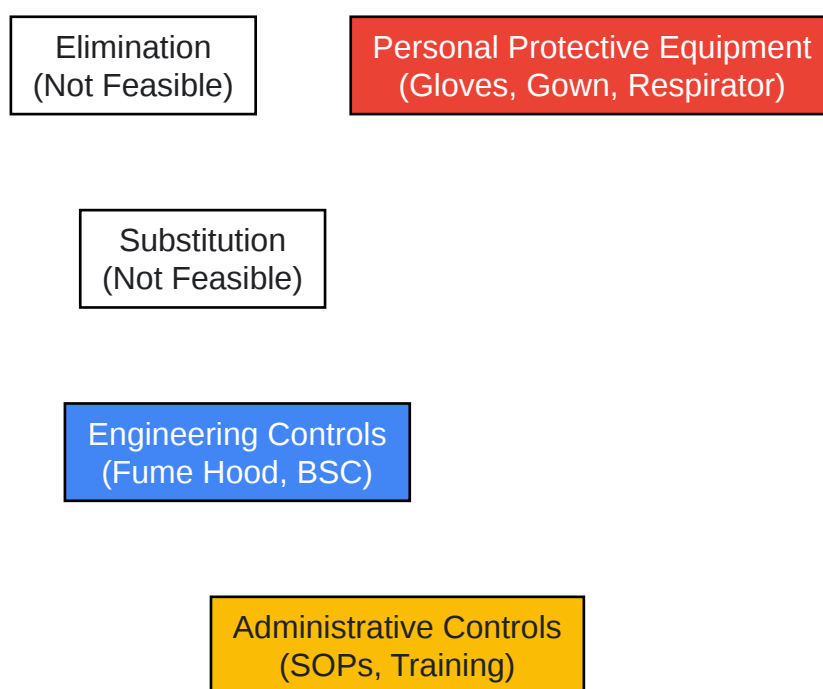 Elimination
(Not Feasible)
Personal Protective Equipment
(Gloves, Gown, Respirator)
Substitution
(Not Feasible)
Engineering Controls
(Fume Hood, BSC)
Administrative Controls
(SOPs, Training)